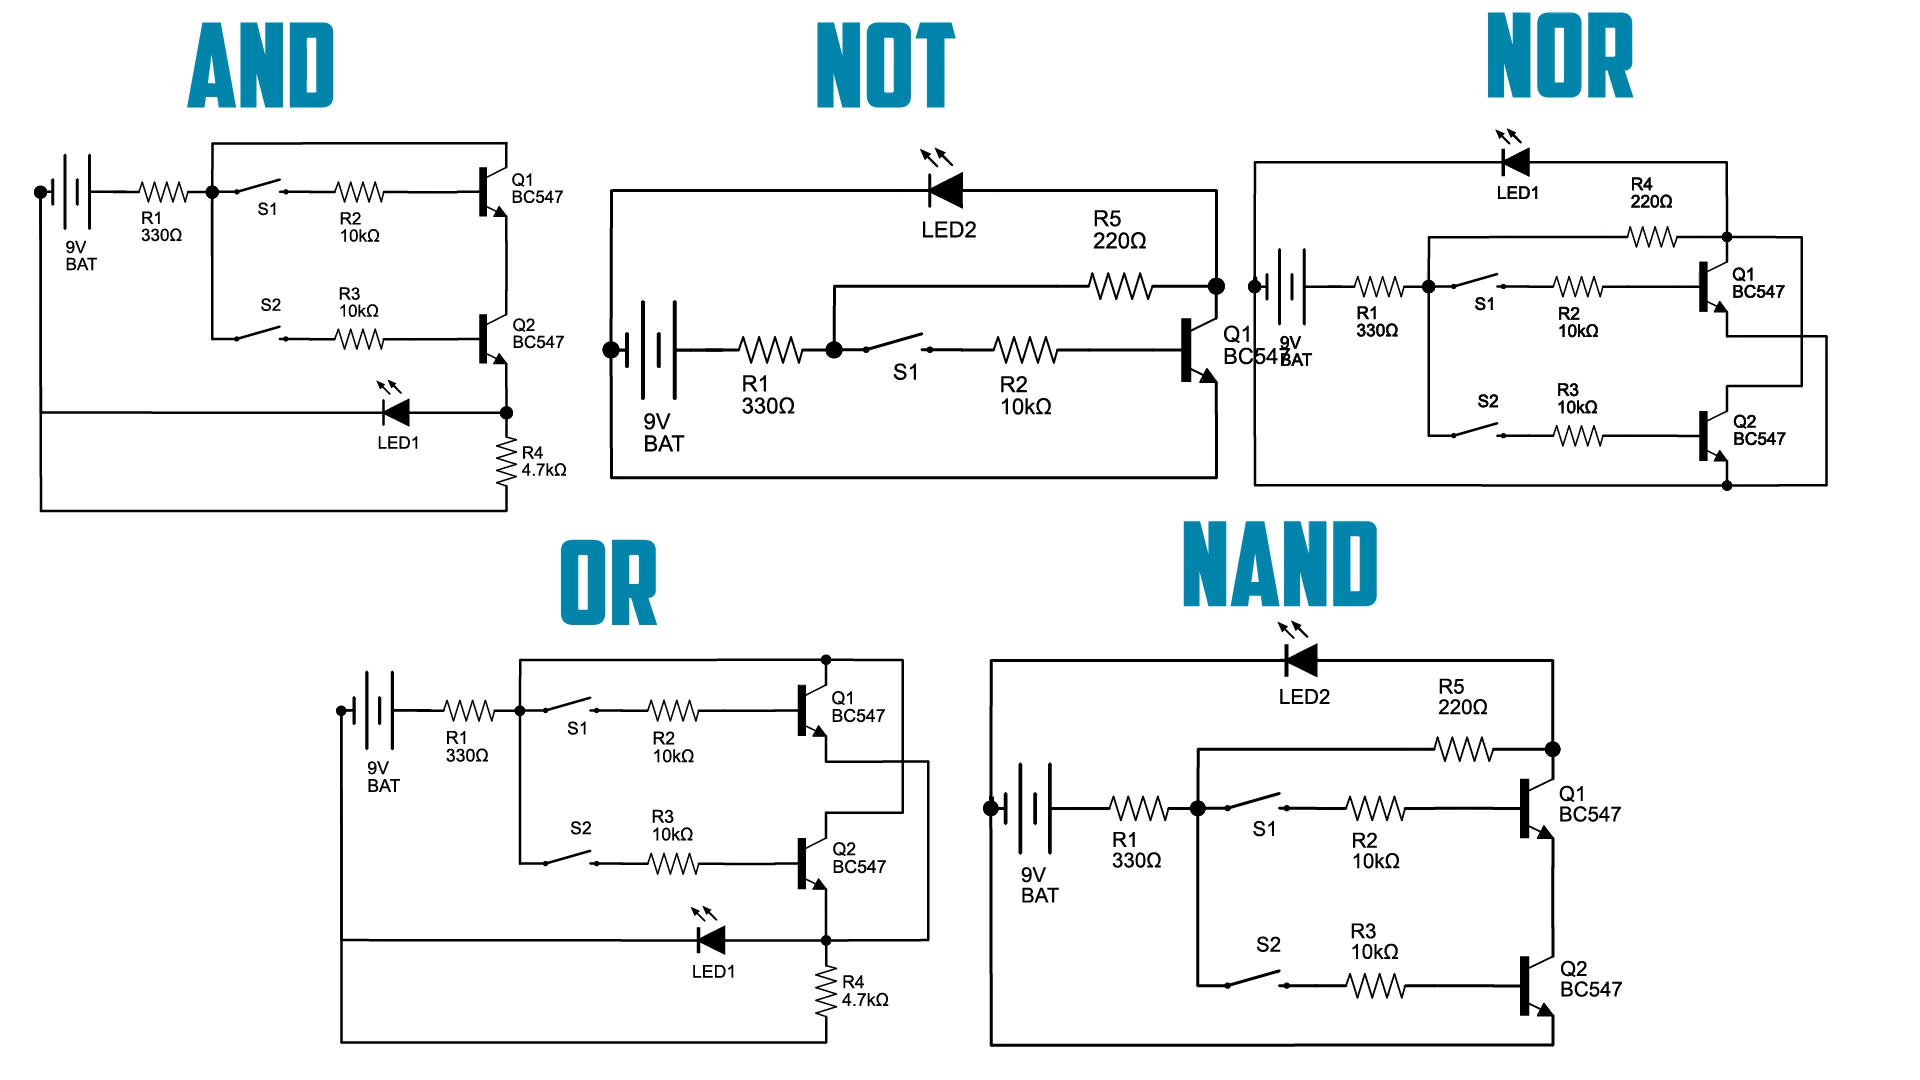 AND
9V
BAT
R1
330Ω
S1
R2
10kΩ
Q1
BC547
S2
R3
10kΩ
Q2
BC547
LED1
R4
4.7kΩ
NOT
LED2
R5
220Ω
9V
BAT
R1
330Ω
S1
R2
10kΩ
Q1
BC547
NOR
LED1
R4
220Ω
9V
BAT
R1
330Ω
S1
R2
10kΩ
Q1
BC547
S2
R3
10kΩ
Q2
BC547
OR
9V
BAT
R1
330Ω
S1
R2
10kΩ
Q1
BC547
S2
R3
10kΩ
Q2
BC547
LED1
R4
4.7kΩ
NAND
LED2
R5
220Ω
9V
BAT
R1
330Ω
S1
R2
10kΩ
Q1
BC547
S2
R3
10kΩ
Q2
BC547